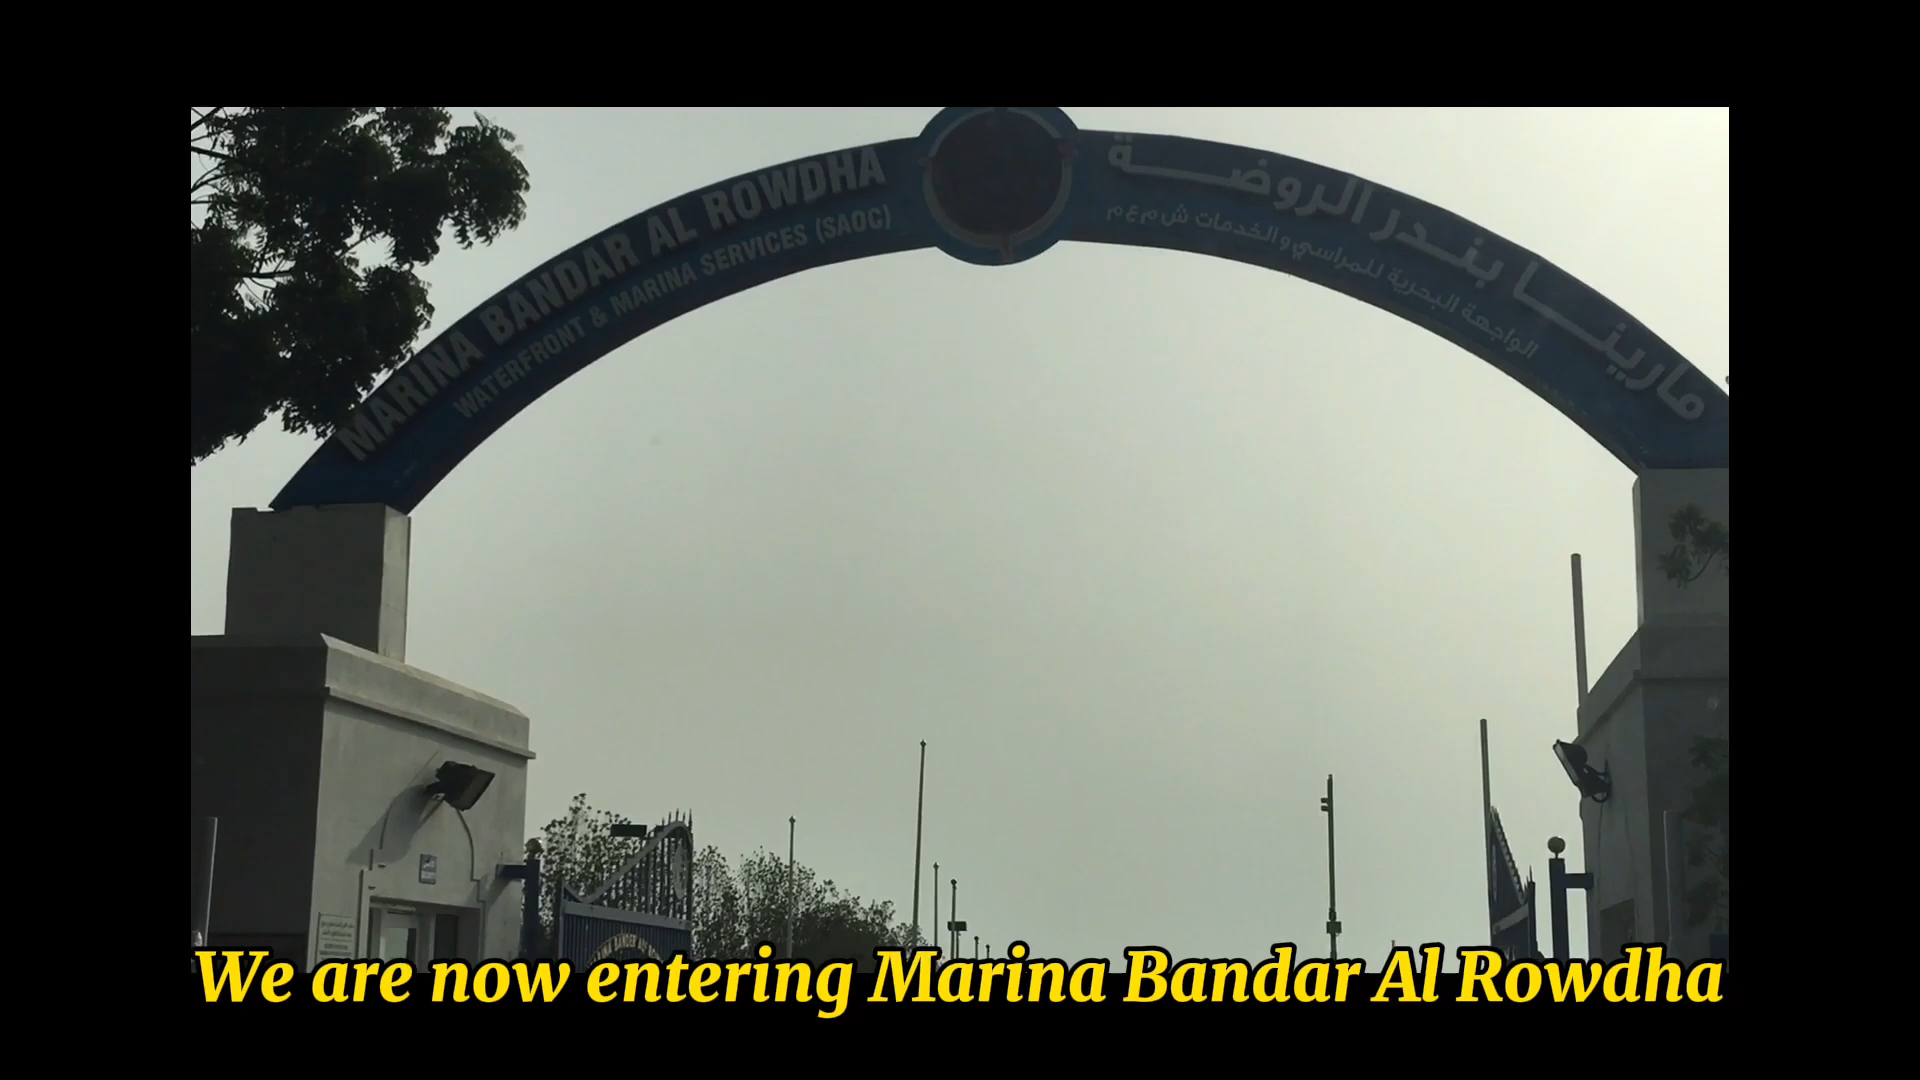 MARINA BANDAR AL ROWDHA
WATERFRONT & MARINA SERVICES (SAOC)
مارينا بندر الروضة
الواجهة البحرية للمراسي والخدمات ش م ع م
We are now entering Marina Bandar Al Rowdha